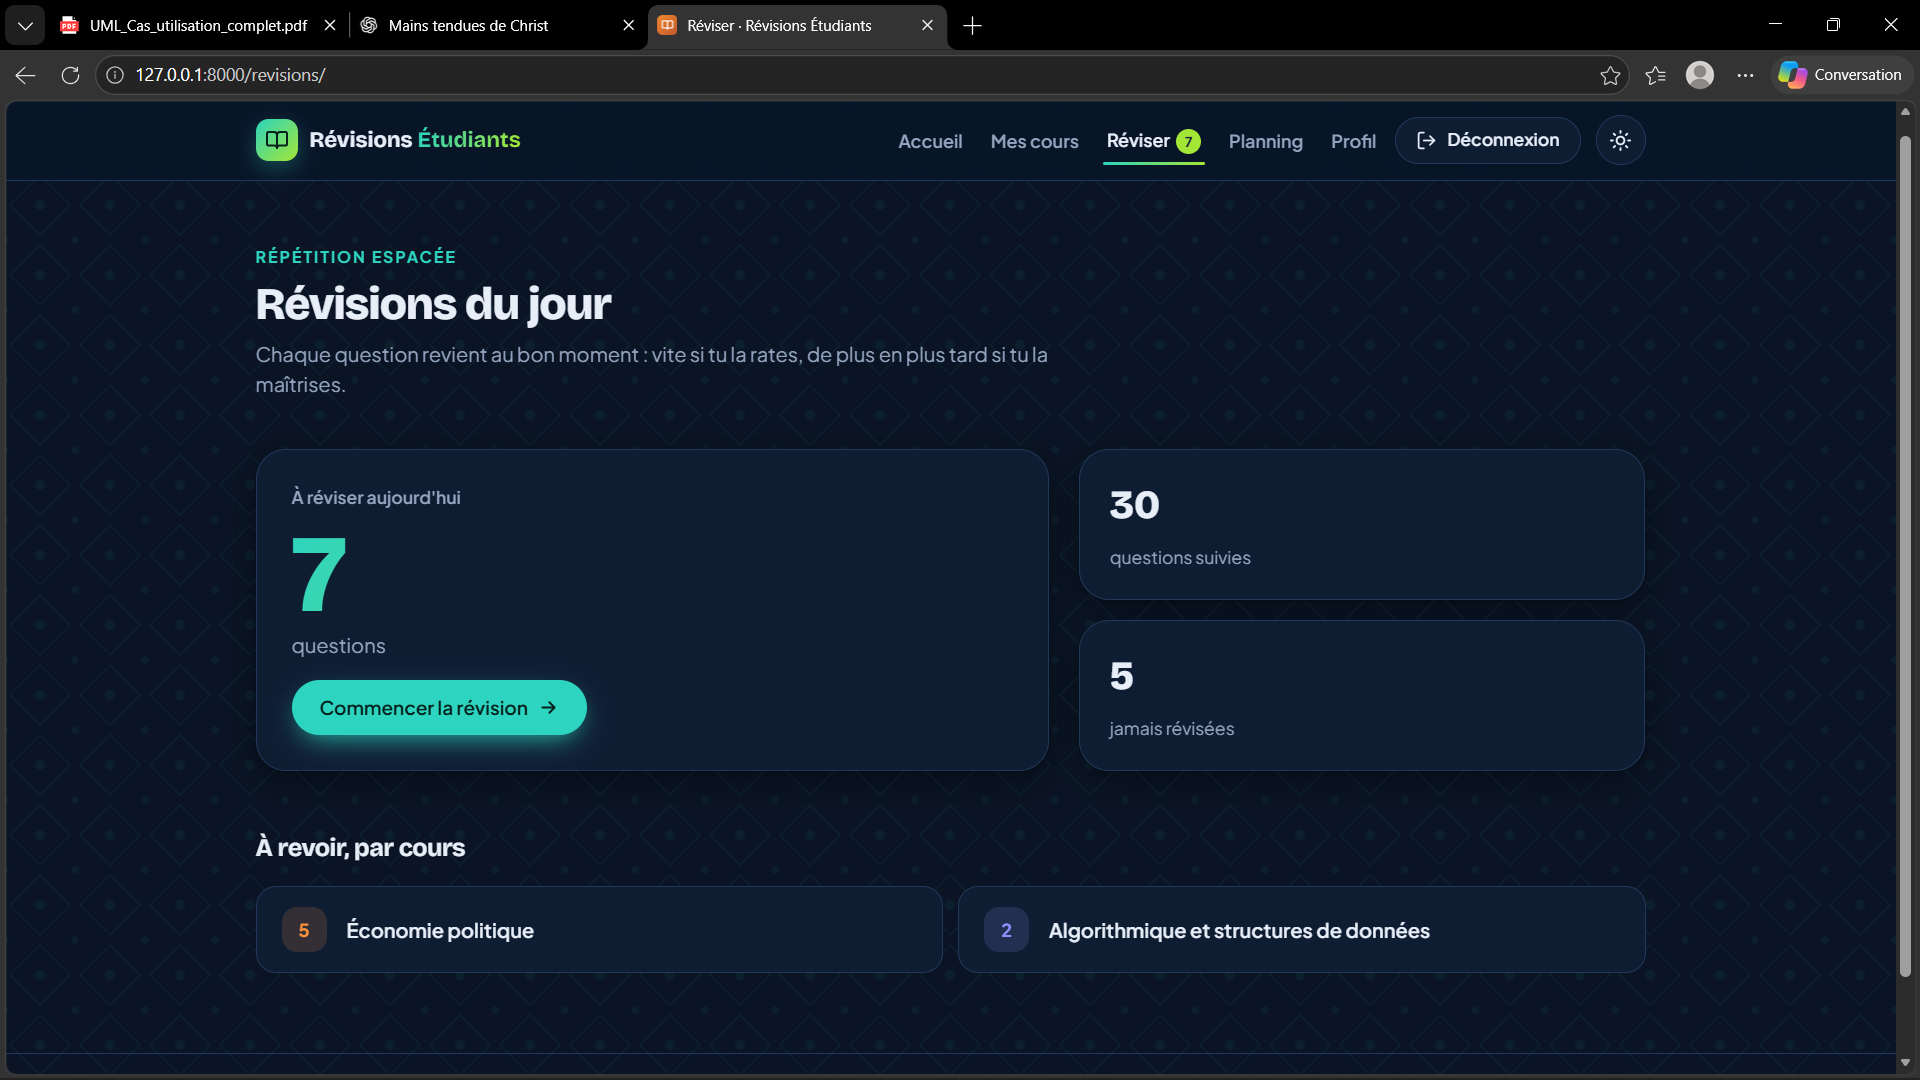 UML_Cas_utilisation_complet.pdf
Mains tendues de Christ
Réviser · Révisions Étudiants
127.0.0.1:8000/revisions/
Conversation
Révisions Étudiants
Accueil
Mes cours
Réviser 7
Planning
Profil
Déconnexion
RÉPÉTITION ESPACÉE
Révisions du jour
Chaque question revient au bon moment : vite si tu la rates, de plus en plus tard si tu la
maîtrises.
À réviser aujourd'hui
7
questions
Commencer la révision →
30
questions suivies
5
jamais révisées
À revoir, par cours
5 Économie politique
2 Algorithmique et structures de données